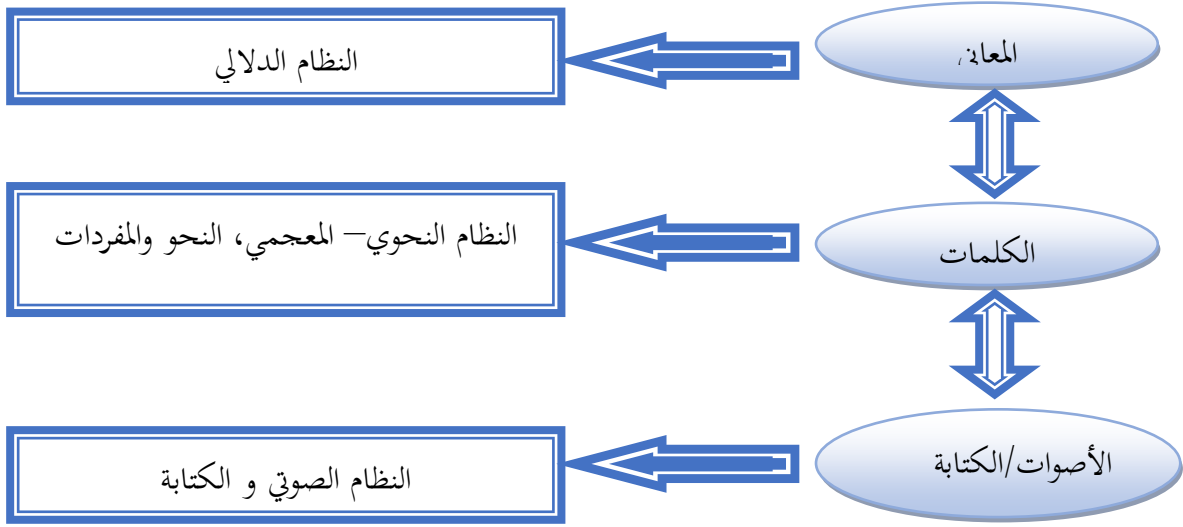 المعاني
النظام الدلالي
الكلمات
النظام النحوي– المعجمي، النحو والمفردات
الأصوات/الكتابة
النظام الصوتي و الكتابة